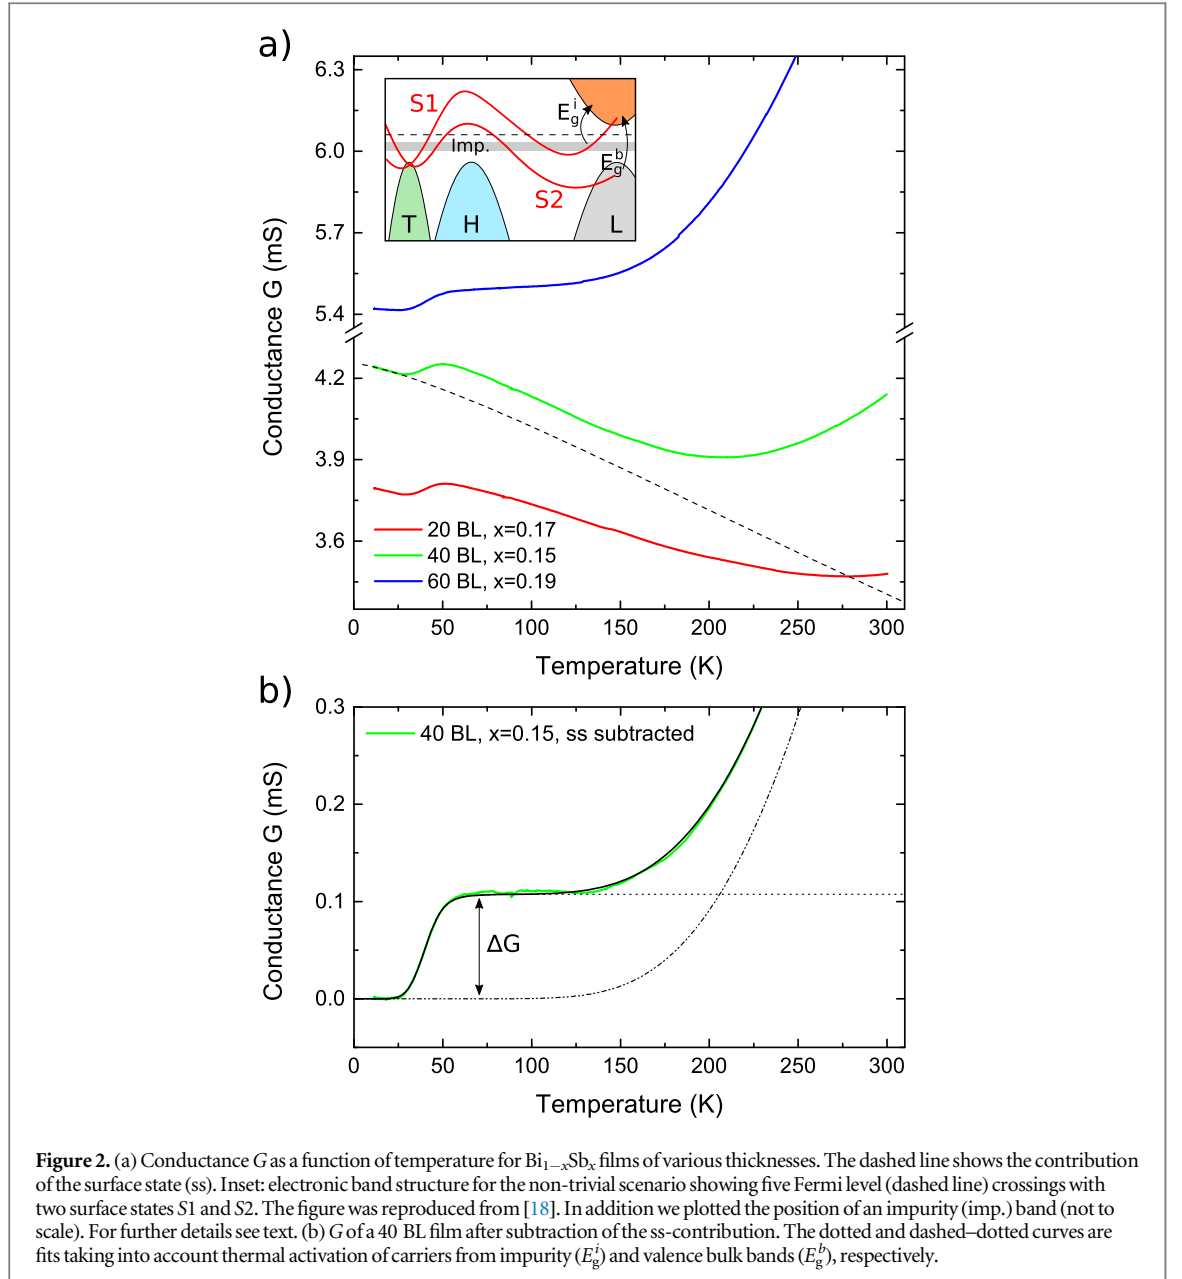 a)
6.3
6.0
5.7
5.4
4.2
3.9
3.6
Conductance G (mS)
Conductance G (mS)
S1
Imp.
S2
E_g^i
E_g^b
T
H
L
20 BL, x=0.17
40 BL, x=0.15
60 BL, x=0.19
0 50 100 150 200 250 300
Temperature (K)
b)
0.3
0.2
0.1
0.0
Conductance G (mS)
40 BL, x=0.15, ss subtracted
ΔG
0 50 100 150 200 250 300
Temperature (K)
Figure 2. (a) Conductance G as a function of temperature for Bi₁₋ₓSbₓ films of various thicknesses. The dashed line shows the contribution
of the surface state (ss). Inset: electronic band structure for the non-trivial scenario showing five Fermi level (dashed line) crossings with
two surface states S1 and S2. The figure was reproduced from [18]. In addition we plotted the position of an impurity (imp.) band (not to
scale). For further details see text. (b) G of a 40 BL film after subtraction of the ss-contribution. The dotted and dashed–dotted curves are
fits taking into account thermal activation of carriers from impurity (E_g^i) and valence bulk bands (E_g^b), respectively.